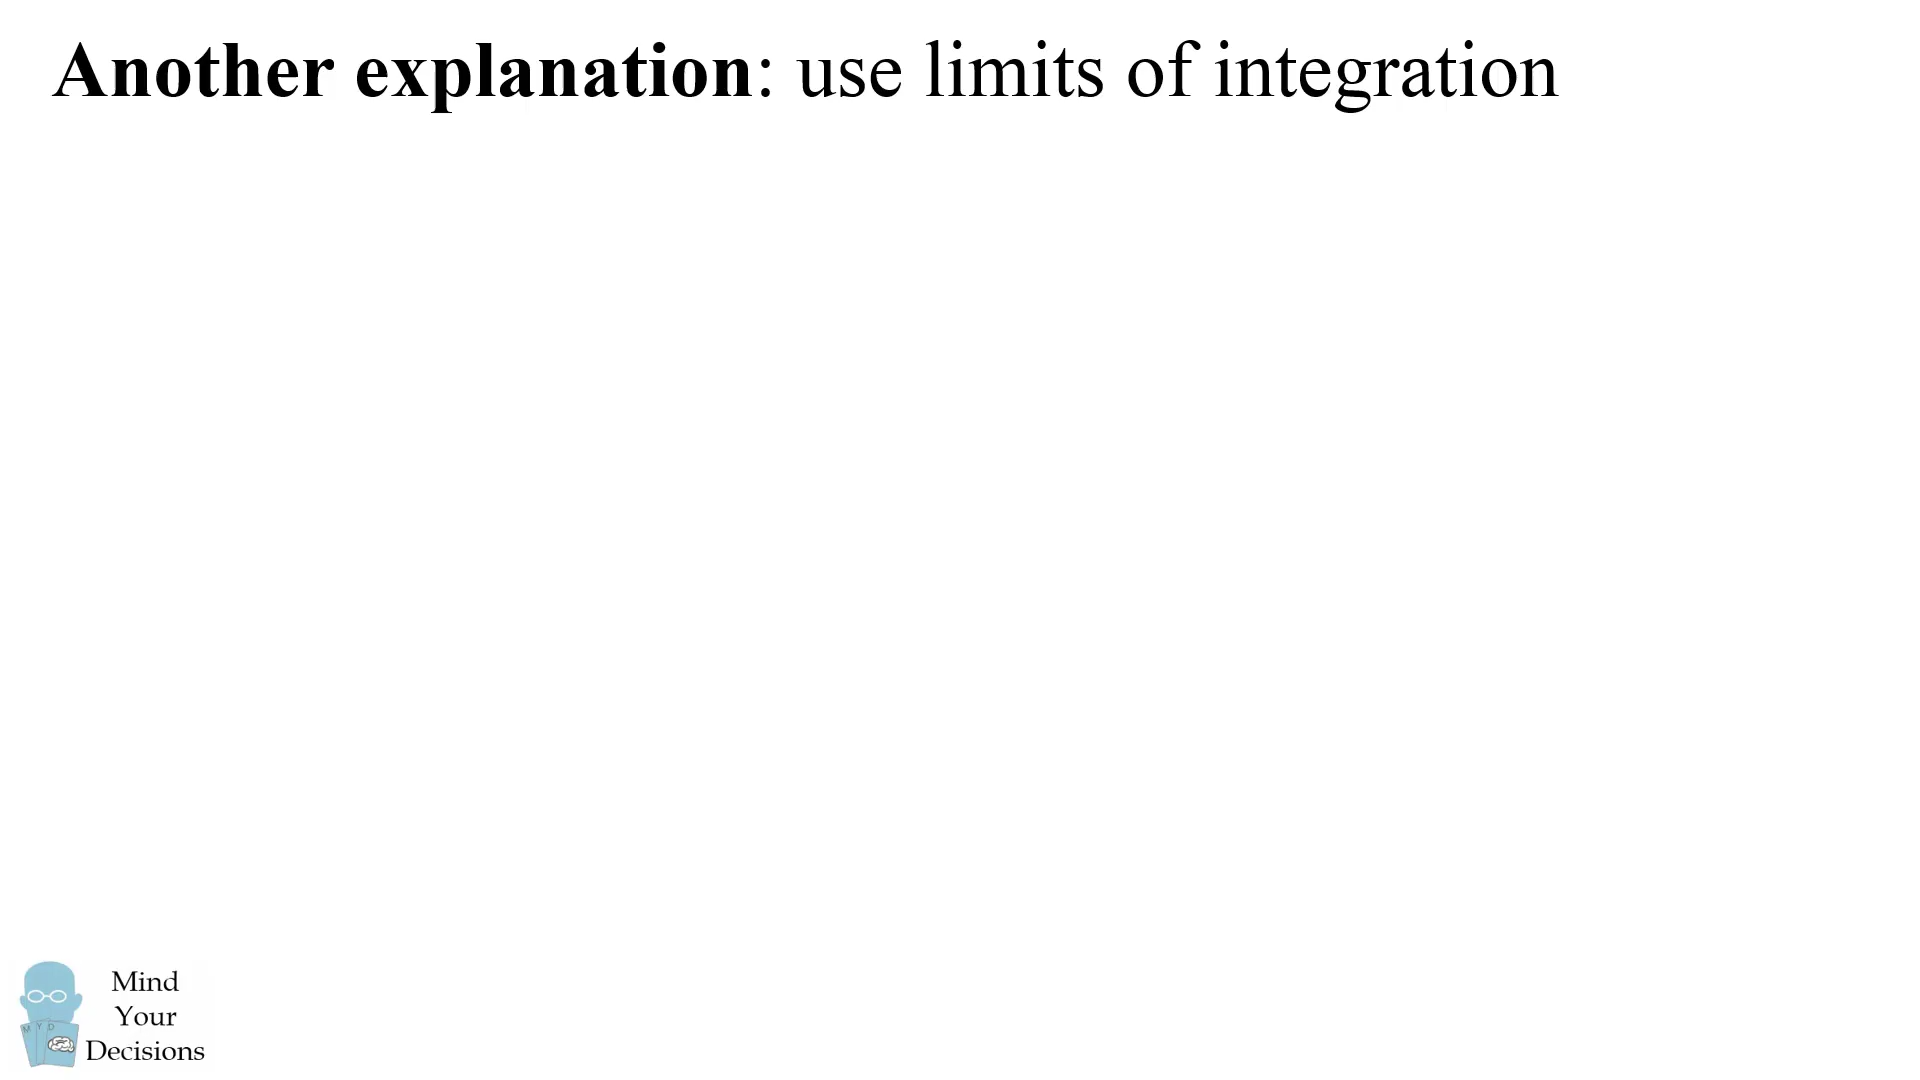 Another explanation: use limits of integration
M Y D
Mind
Your
Decisions